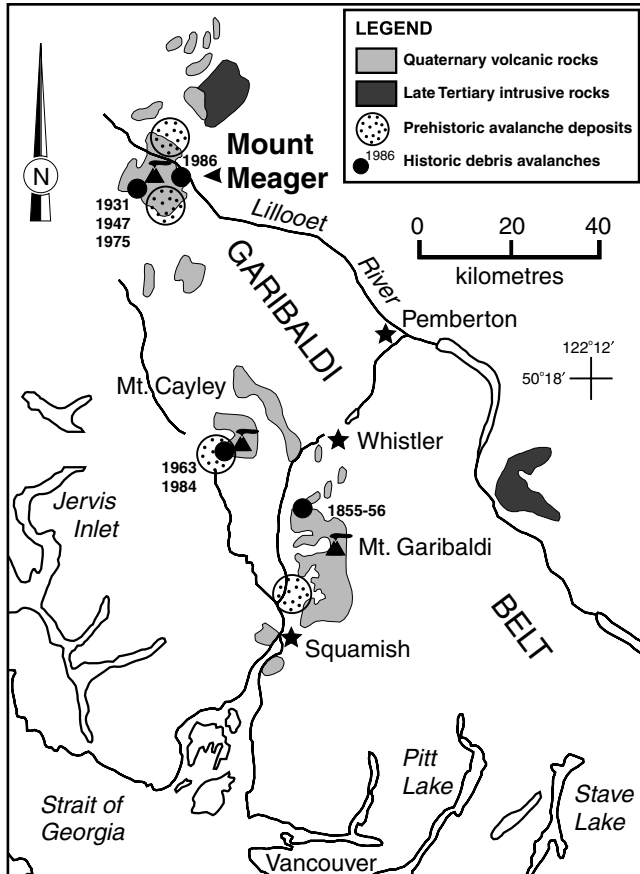 LEGEND
Quaternary volcanic rocks
Late Tertiary intrusive rocks
Prehistoric avalanche deposits
1986 Historic debris avalanches
N
1986
Mount
Meager
1931
1947
1975
Lillooet
River
0 20 40
kilometres
GARIBALDI
Pemberton
122°12′
50°18′
Mt. Cayley
Whistler
1963
1984
Jervis
Inlet
1855-56
Mt. Garibaldi
BELT
Squamish
Pitt
Lake
Stave
Lake
Strait of
Georgia
Vancouver